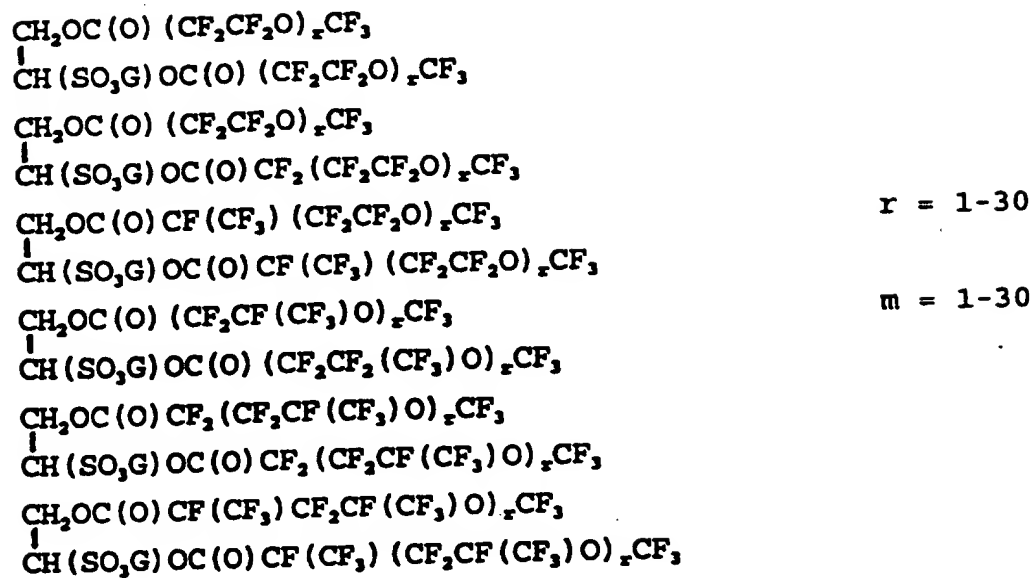 CH₂OC(O)(CF₂CF₂O)ᵣCF₃
CH(SO₃G)OC(O)(CF₂CF₂O)ᵣCF₃
CH₂OC(O)(CF₂CF₂O)ᵣCF₃
CH(SO₃G)OC(O)CF₂(CF₂CF₂O)ᵣCF₃
r = 1-30
CH₂OC(O)CF(CF₃)(CF₂CF₂O)ᵣCF₃
CH(SO₃G)OC(O)CF(CF₃)(CF₂CF₂O)ᵣCF₃
m = 1-30
CH₂OC(O)(CF₂CF(CF₃)O)ᵣCF₃
CH(SO₃G)OC(O)(CF₂CF₂(CF₃)O)ᵣCF₃
CH₂OC(O)CF₂(CF₂CF(CF₃)O)ᵣCF₃
CH(SO₃G)OC(O)CF₂(CF₂CF(CF₃)O)ᵣCF₃
CH₂OC(O)CF(CF₃)CF₂CF(CF₃)O)ᵣCF₃
CH(SO₃G)OC(O)CF(CF₃)(CF₂CF(CF₃)O)ᵣCF₃